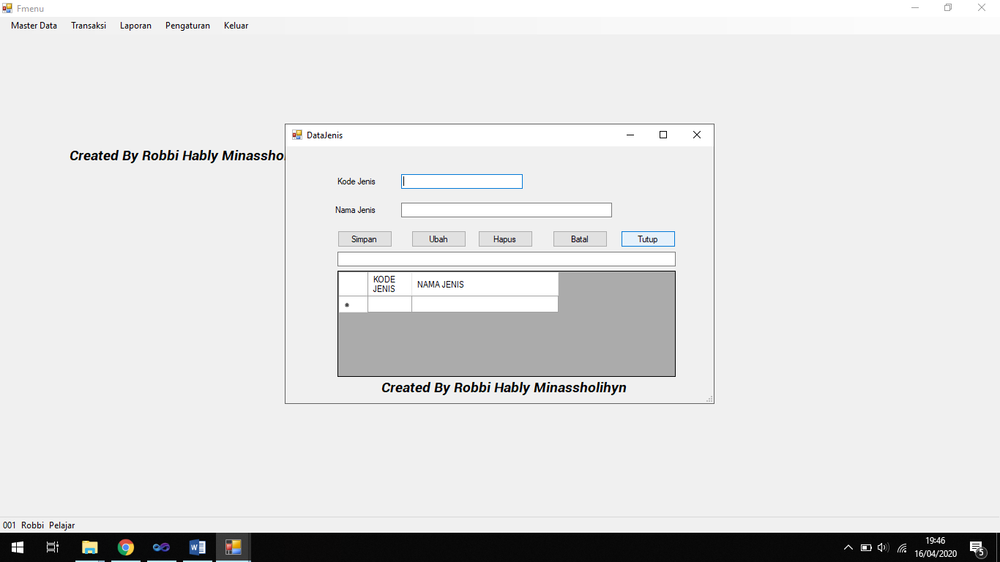 Fmenu
Master Data Transaksi Laporan Pengaturan Keluar
DataJenis
Created By Robbi Hably Minasshol
Kode Jenis
Nama Jenis
Simpan Ubah Hapus Batal Tutup
KODE JENIS NAMA JENIS
*
Created By Robbi Hably Minassholihyn
001 Robbi Pelajar
19:46
16/04/2020
5